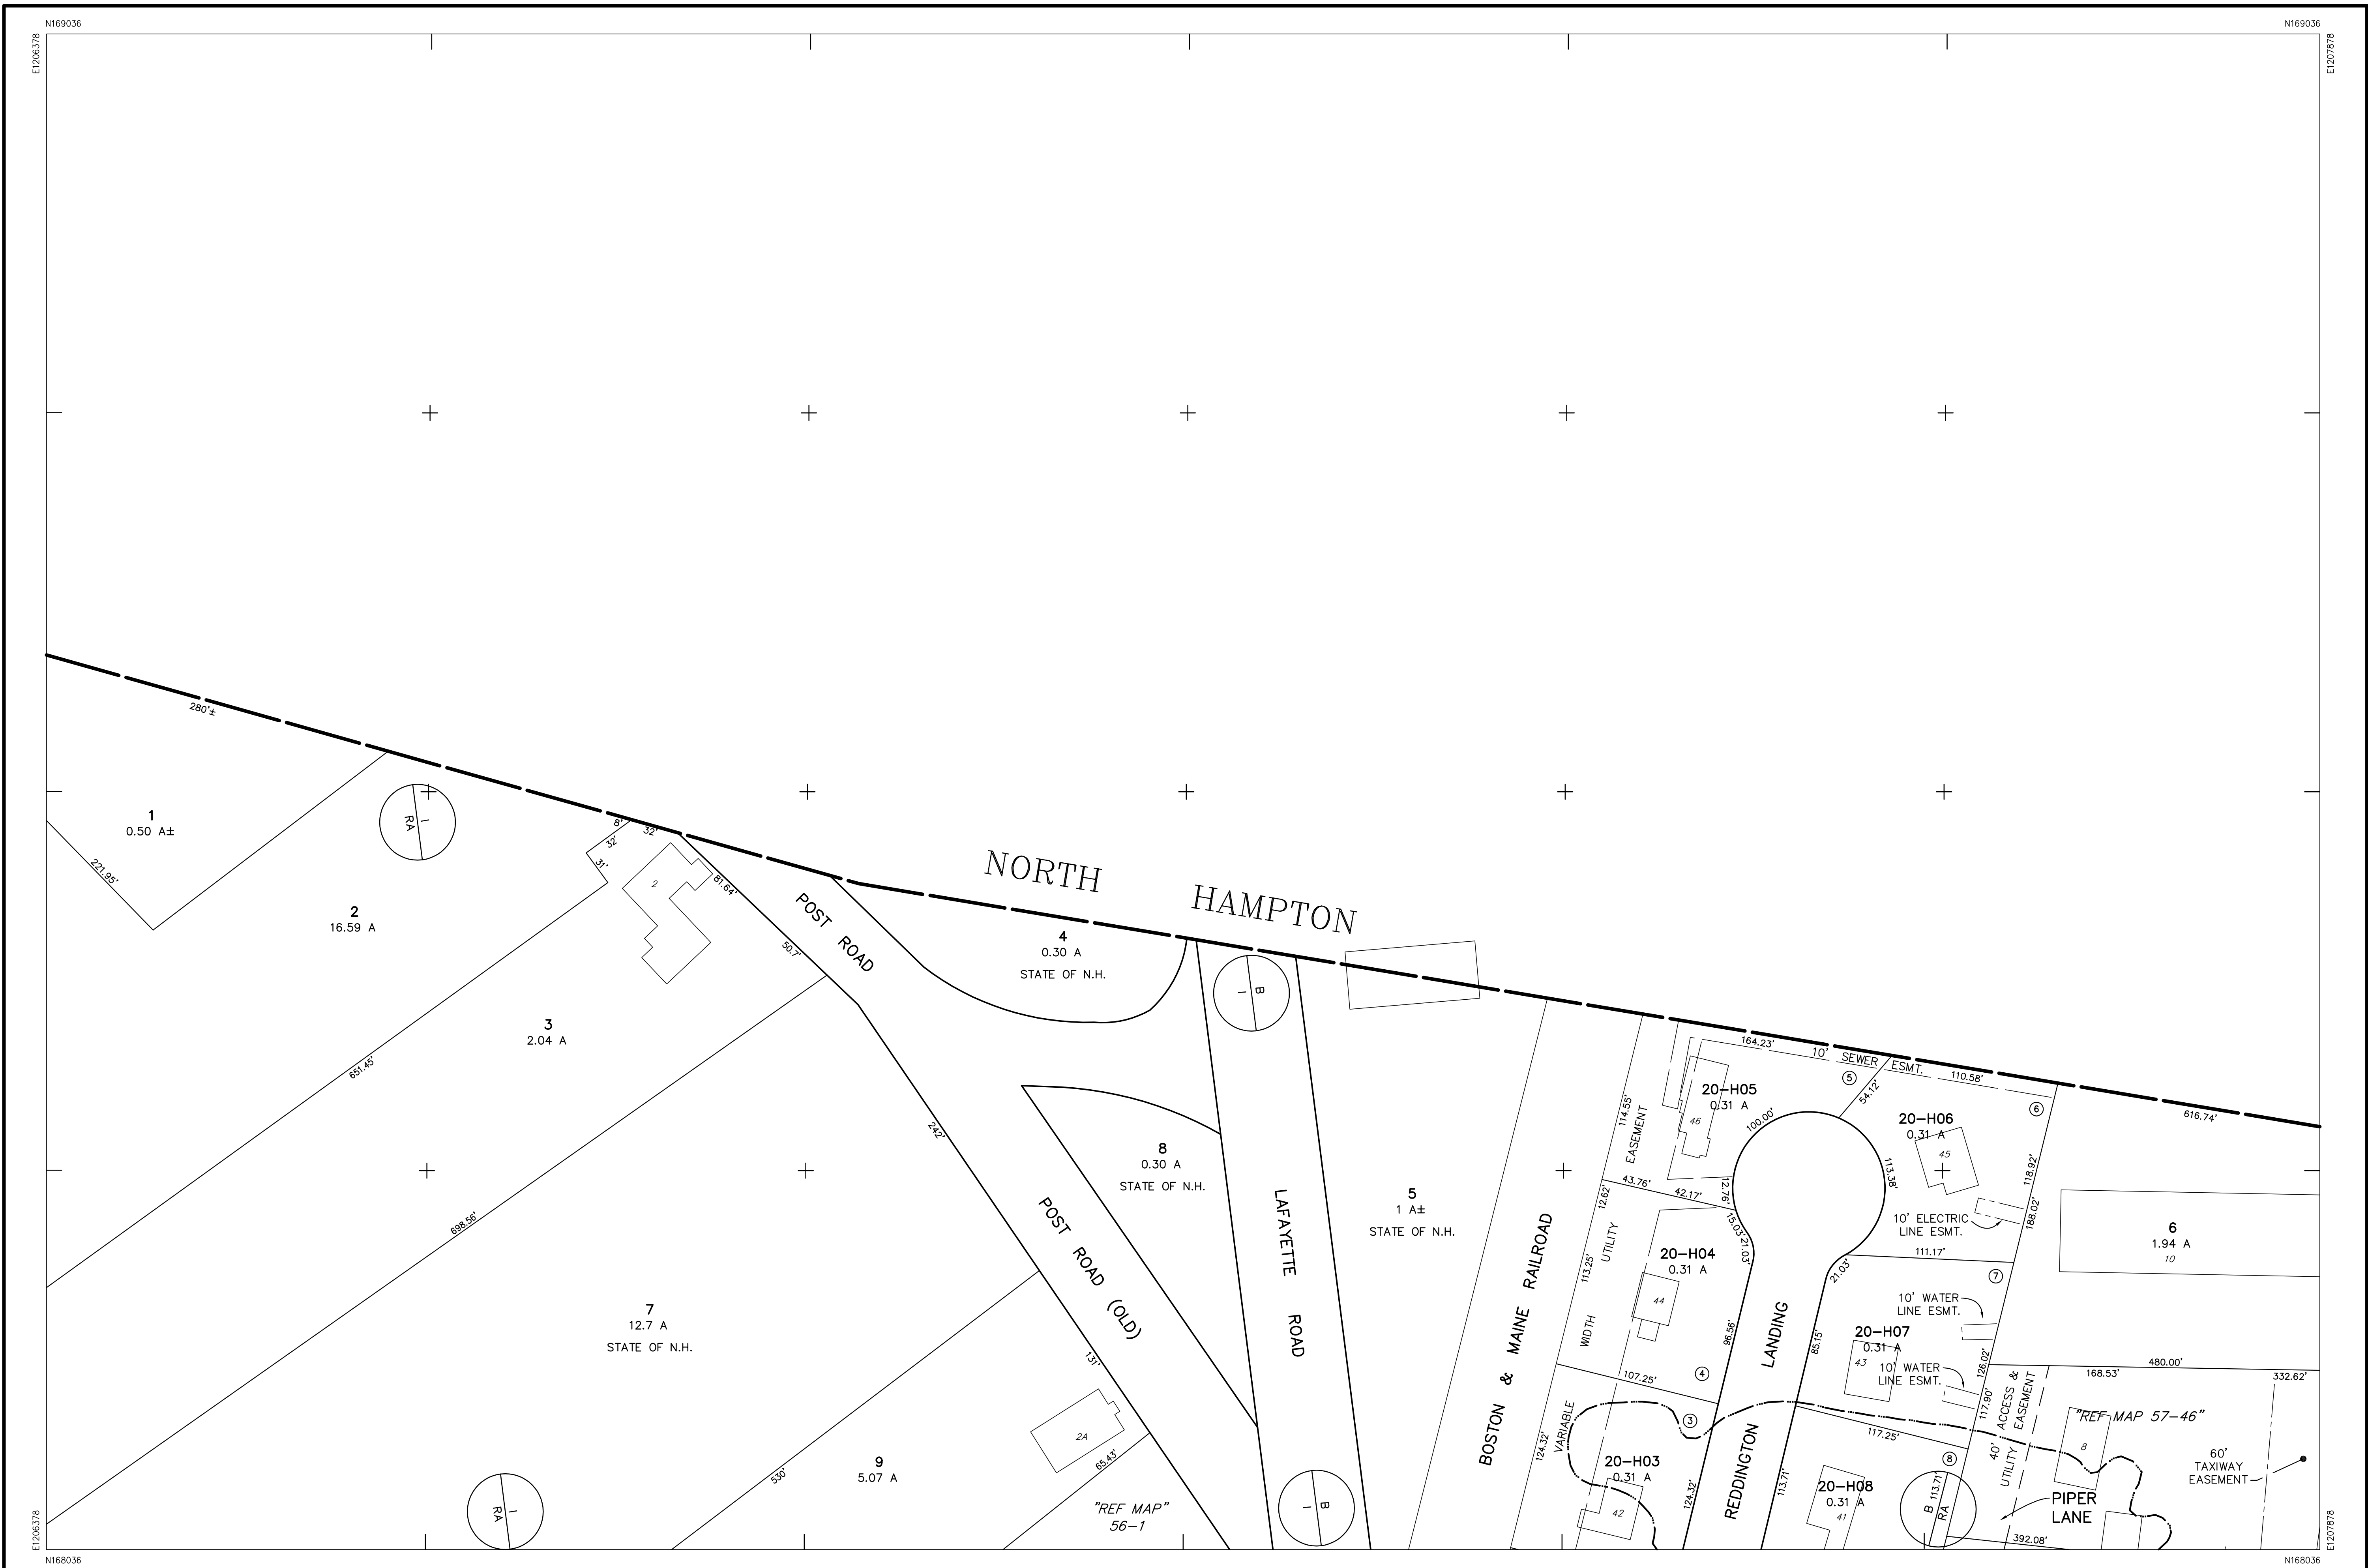 N169036
N169036
E1206378
E1207878
280'±
1
0.50 A±
221.95'
I
RA
2
16.59 A
8'
32'
32'
31'
2
81.64'
50.7'
POST ROAD
NORTH HAMPTON
4
0.30 A
STATE OF N.H.
B
I
3
2.04 A
651.45'
698.56'
242'
8
0.30 A
STATE OF N.H.
POST ROAD (OLD)
LAFAYETTE ROAD
5
1 A±
STATE OF N.H.
BOSTON & MAINE RAILROAD
7
12.7 A
STATE OF N.H.
131'
2A
65.43'
530'
9
5.07 A
"REF MAP"
56-1
I
RA
B
I
164.23'
10' SEWER ESMT.
110.58'
616.74'
5
6
54.12'
20-H05
0.31 A
46
100.00'
114.55'
VARIABLE WIDTH UTILITY EASEMENT
43.76'
42.17'
12.76'
12.62'
15.03'
21.03'
20-H06
0.31 A
45
113.38'
118.92'
188.02'
10' ELECTRIC
LINE ESMT.
111.17'
21.03'
7
6
1.94 A
10
20-H04
0.31 A
44
113.25'
96.56'
85.15'
10' WATER
LINE ESMT.
20-H07
0.31 A
43
10' WATER
LINE ESMT.
126.02'
117.90'
480.00'
168.53'
332.62'
40' ACCESS &
UTILITY EASEMENT
"REF MAP 57-46"
8
60'
TAXIWAY
EASEMENT
107.25'
4
3
124.32'
20-H03
0.31 A
42
124.32'
REDDINGTON LANDING
113.71'
117.25'
8
20-H08
0.31 A
41
B
113.71'
RA
PIPER
LANE
392.08'
E1206378
E1207878
N168036
N168036